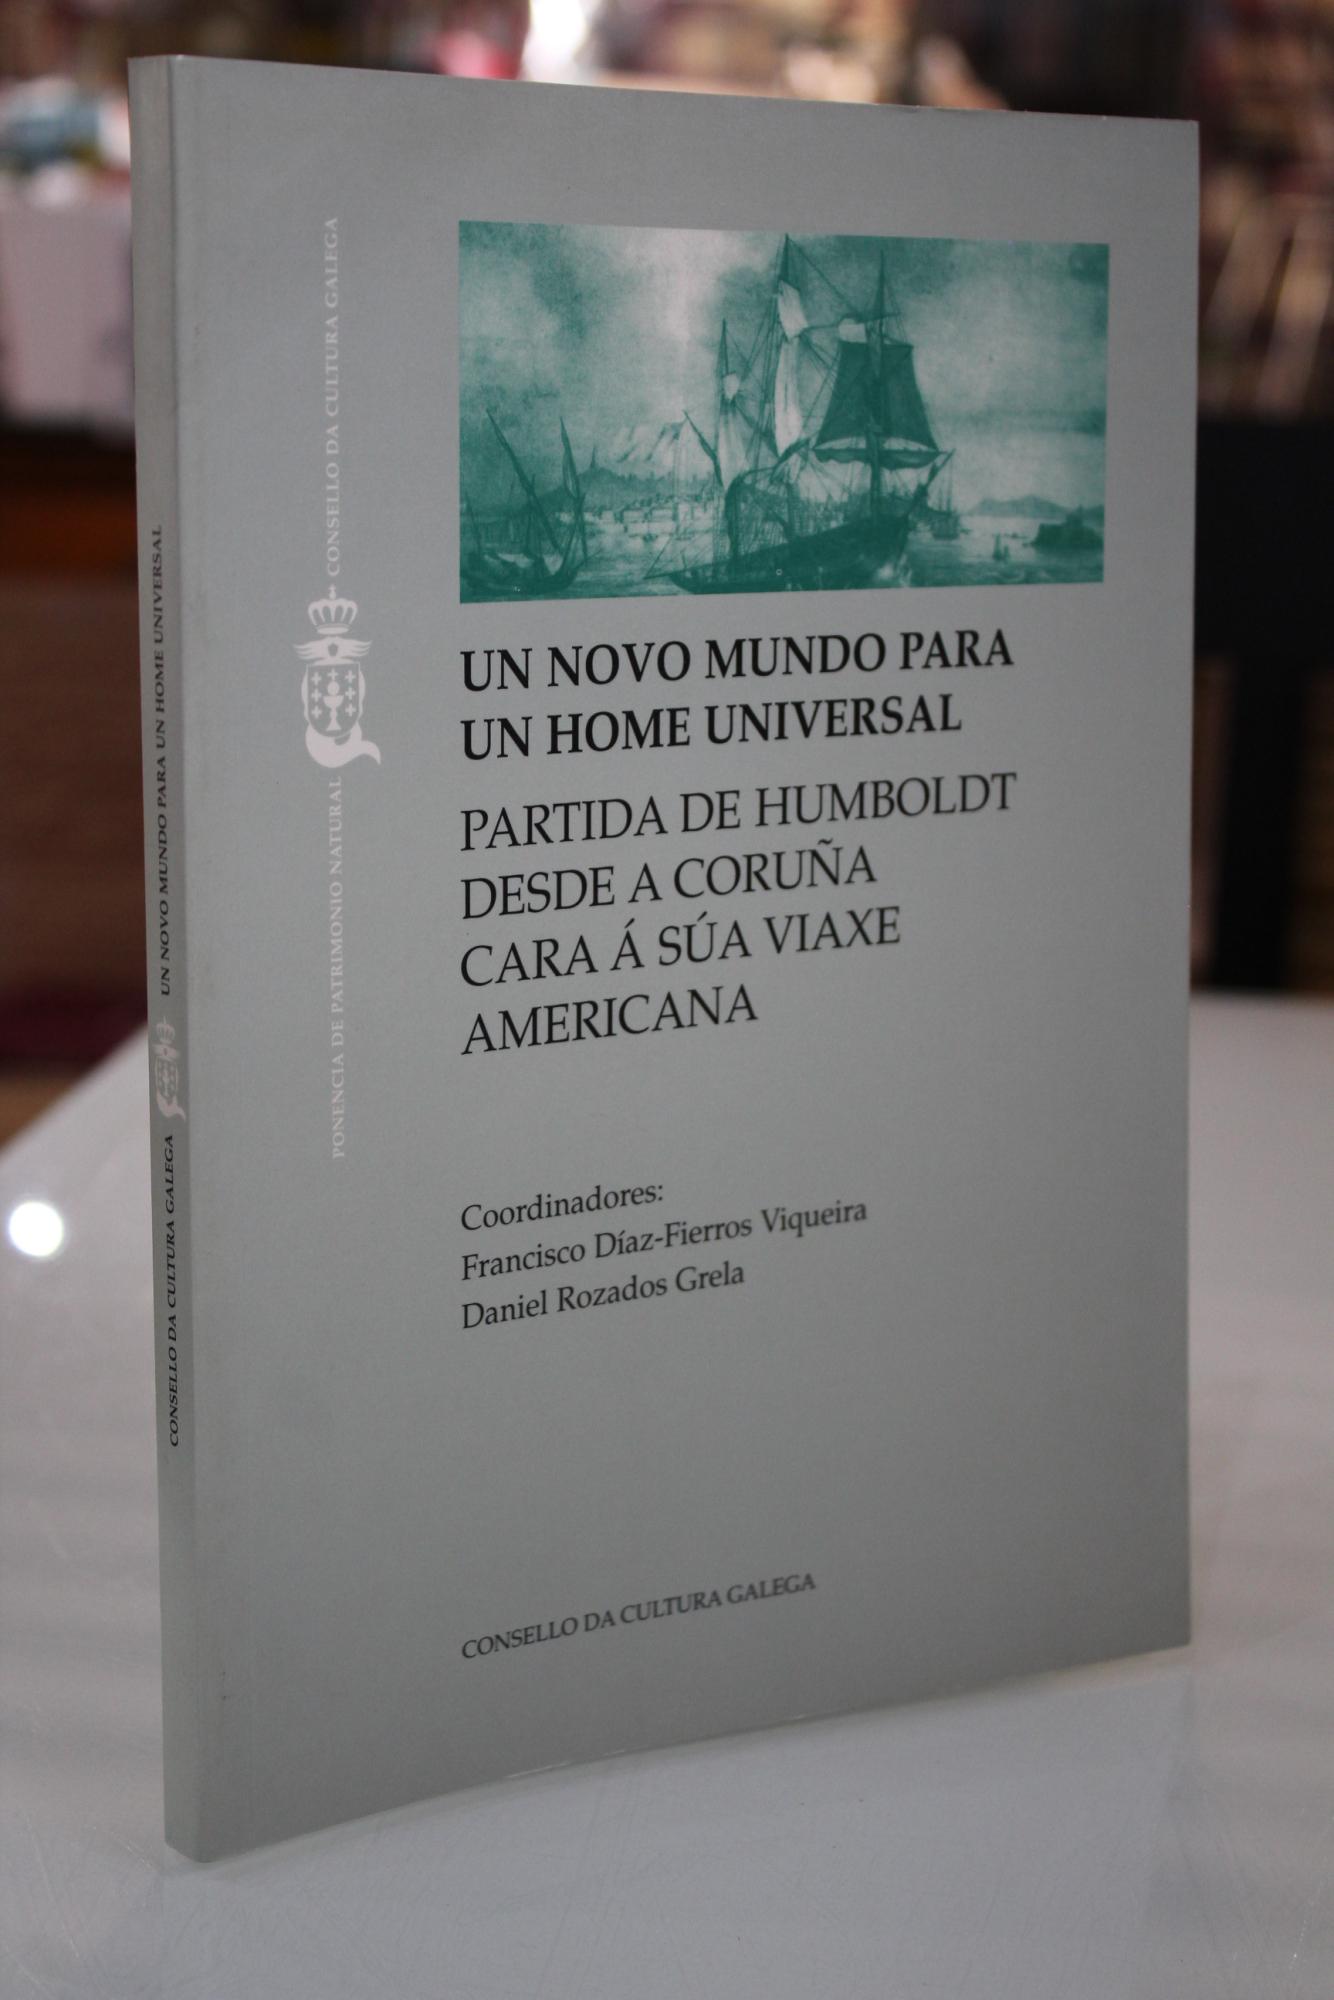 CONSELLO DA CULTURA GALEGA
UN NOVO MUNDO PARA UN HOME UNIVERSAL
PONENCIA DE PATRIMONIO NATURAL
CONSELLO DA CULTURA GALEGA
UN NOVO MUNDO PARA
UN HOME UNIVERSAL
PARTIDA DE HUMBOLDT
DESDE A CORUÑA
CARA Á SÚA VIAXE
AMERICANA
Coordinadores:
Francisco Díaz-Fierros Viqueira
Daniel Rozados Grela
CONSELLO DA CULTURA GALEGA